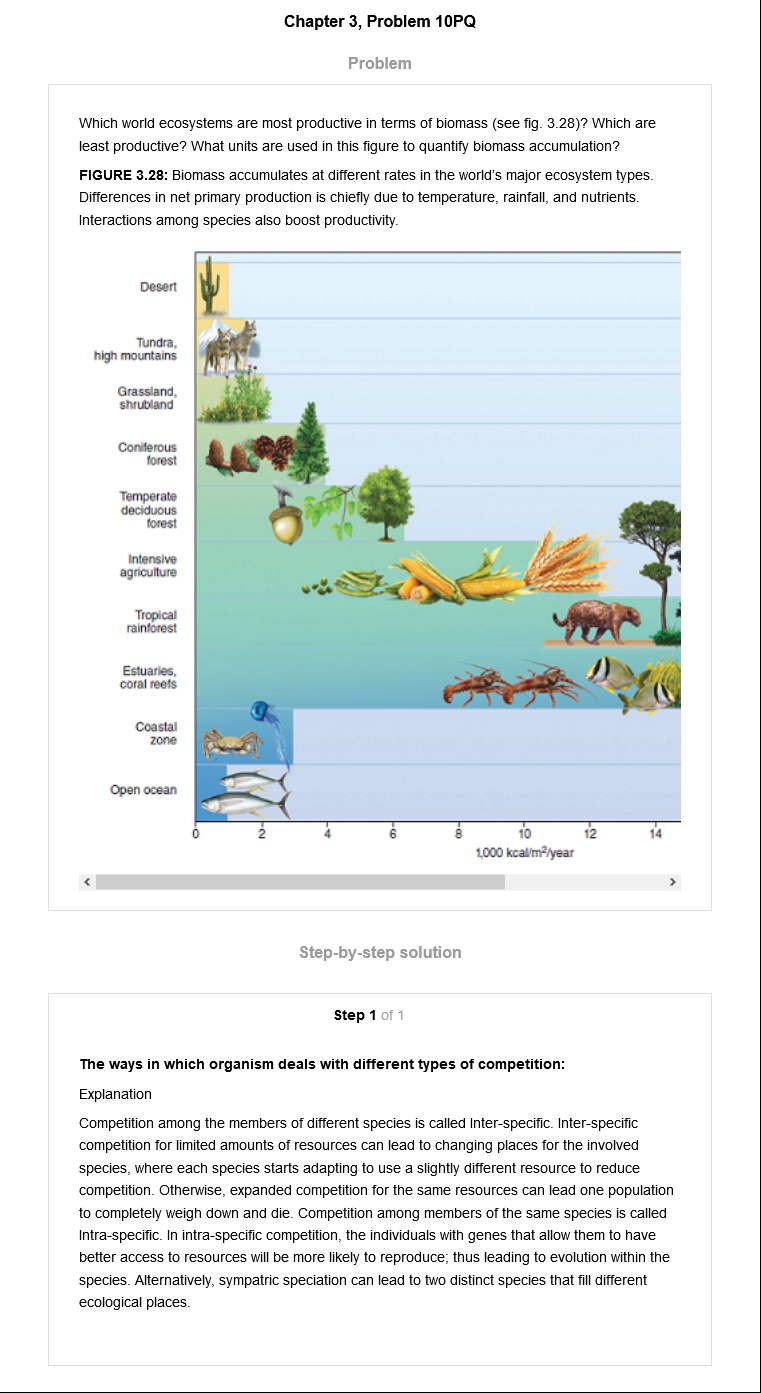 Chapter 3, Problem 10PQ
Problem
Which world ecosystems are most productive in terms of biomass (see fig. 3.28)? Which are
least productive? What units are used in this figure to quantify biomass accumulation?
FIGURE 3.28: Biomass accumulates at different rates in the world's major ecosystem types.
Differences in net primary production is chiefly due to temperature, rainfall, and nutrients.
Interactions among species also boost productivity.
Desert
Tundra,
high mountains
Grassland,
shrubland
Coniferous
forest
Temperate
deciduous
forest
Intensive
agriculture
Tropical
rainforest
Estuaries,
coral reefs
Coastal
zone
Open ocean
0 2 4 6 8 10 12 14
1,000 kcal/m²/year
Step-by-step solution
Step 1 of 1
The ways in which organism deals with different types of competition:
Explanation
Competition among the members of different species is called Inter-specific. Inter-specific
competition for limited amounts of resources can lead to changing places for the involved
species, where each species starts adapting to use a slightly different resource to reduce
competition. Otherwise, expanded competition for the same resources can lead one population
to completely weigh down and die. Competition among members of the same species is called
Intra-specific. In intra-specific competition, the individuals with genes that allow them to have
better access to resources will be more likely to reproduce; thus leading to evolution within the
species. Alternatively, sympatric speciation can lead to two distinct species that fill different
ecological places.